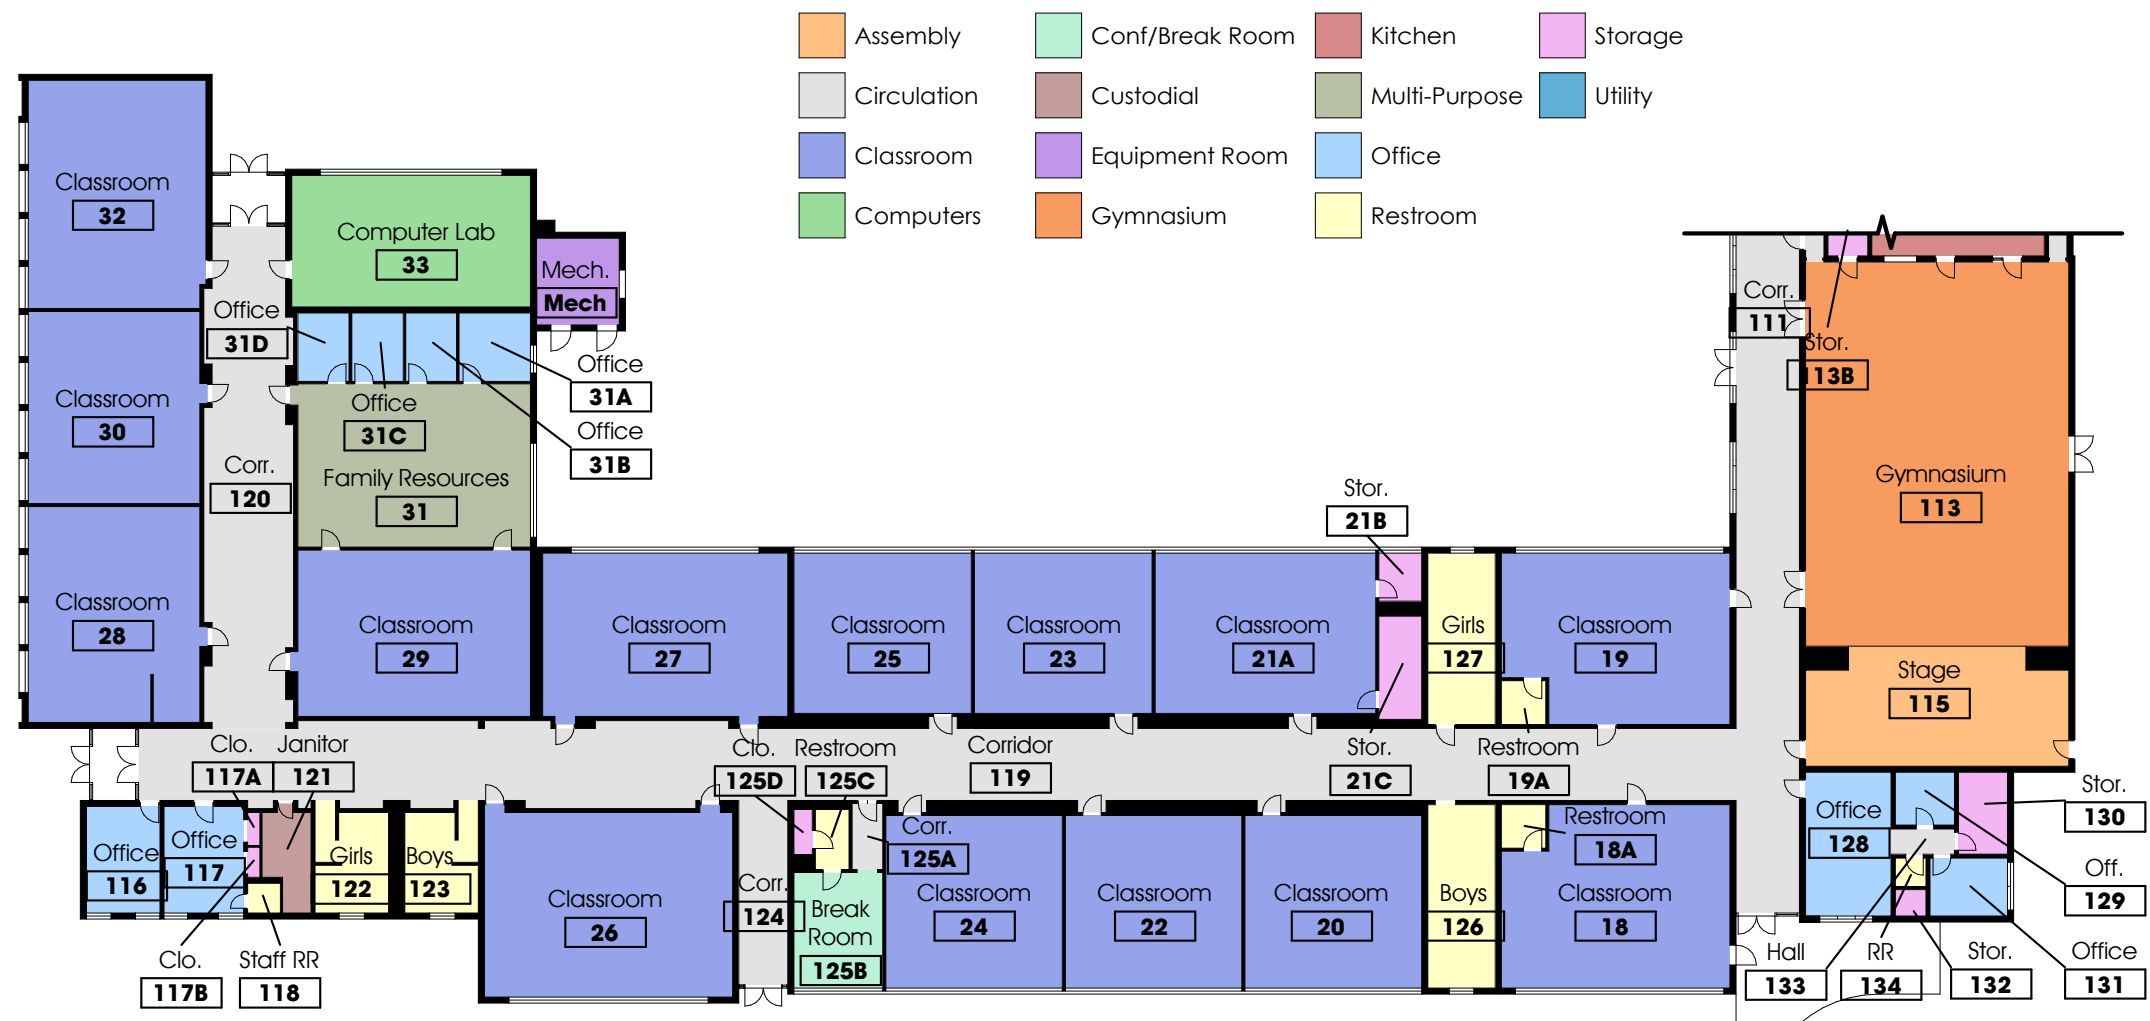 Assembly
Conf/Break Room
Kitchen
Storage
Circulation
Custodial
Multi-Purpose
Utility
Classroom
Equipment Room
Office
Computers
Gymnasium
Restroom
Classroom
32
Computer Lab
33
Mech.
Mech
Office
31D
Corr.
111
Stor.
113B
Office
31A
Classroom
30
Office
31C
Office
31B
Corr.
120
Family Resources
31
Gymnasium
113
Stor.
21B
Classroom
28
Classroom
29
Classroom
27
Classroom
25
Classroom
23
Classroom
21A
Girls
127
Classroom
19
Stage
115
Clo.
117A
Janitor
121
Clo.
125D
Restroom
125C
Corridor
119
Stor.
21C
Restroom
19A
Stor.
130
Office
116
Office
117
Girls
122
Boys
123
Corr.
125A
Restroom
18A
Office
128
Classroom
26
Corr.
124
Break
Room
125B
Classroom
24
Classroom
22
Classroom
20
Boys
126
Classroom
18
Off.
129
Clo.
117B
Staff RR
118
Hall
133
RR
134
Stor.
132
Office
131